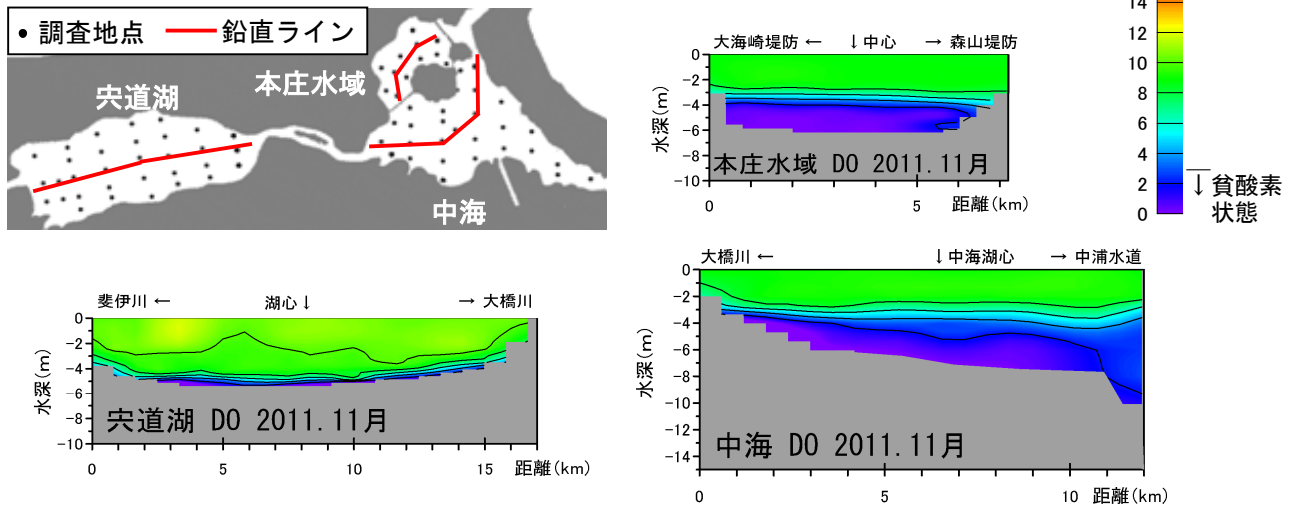 調査地点 鉛直ライン
宍道湖
本庄水域
中海
大海崎堤防 ← ↓中心 → 森山堤防
0
-2
-4
-6
-8
-10
水深(m)
本庄水域 DO 2011.11月
0 5 距離(km)
14
12
10
8
6
4
2
0
↓貧酸素
状態
斐伊川 ← 湖心↓ → 大橋川
0
-2
-4
-6
-8
-10
水深(m)
宍道湖 DO 2011.11月
0 5 10 15 距離(km)
大橋川 ← ↓中海湖心 → 中浦水道
0
-2
-4
-6
-8
-10
-12
-14
水深(m)
中海 DO 2011.11月
0 5 10 距離(km)